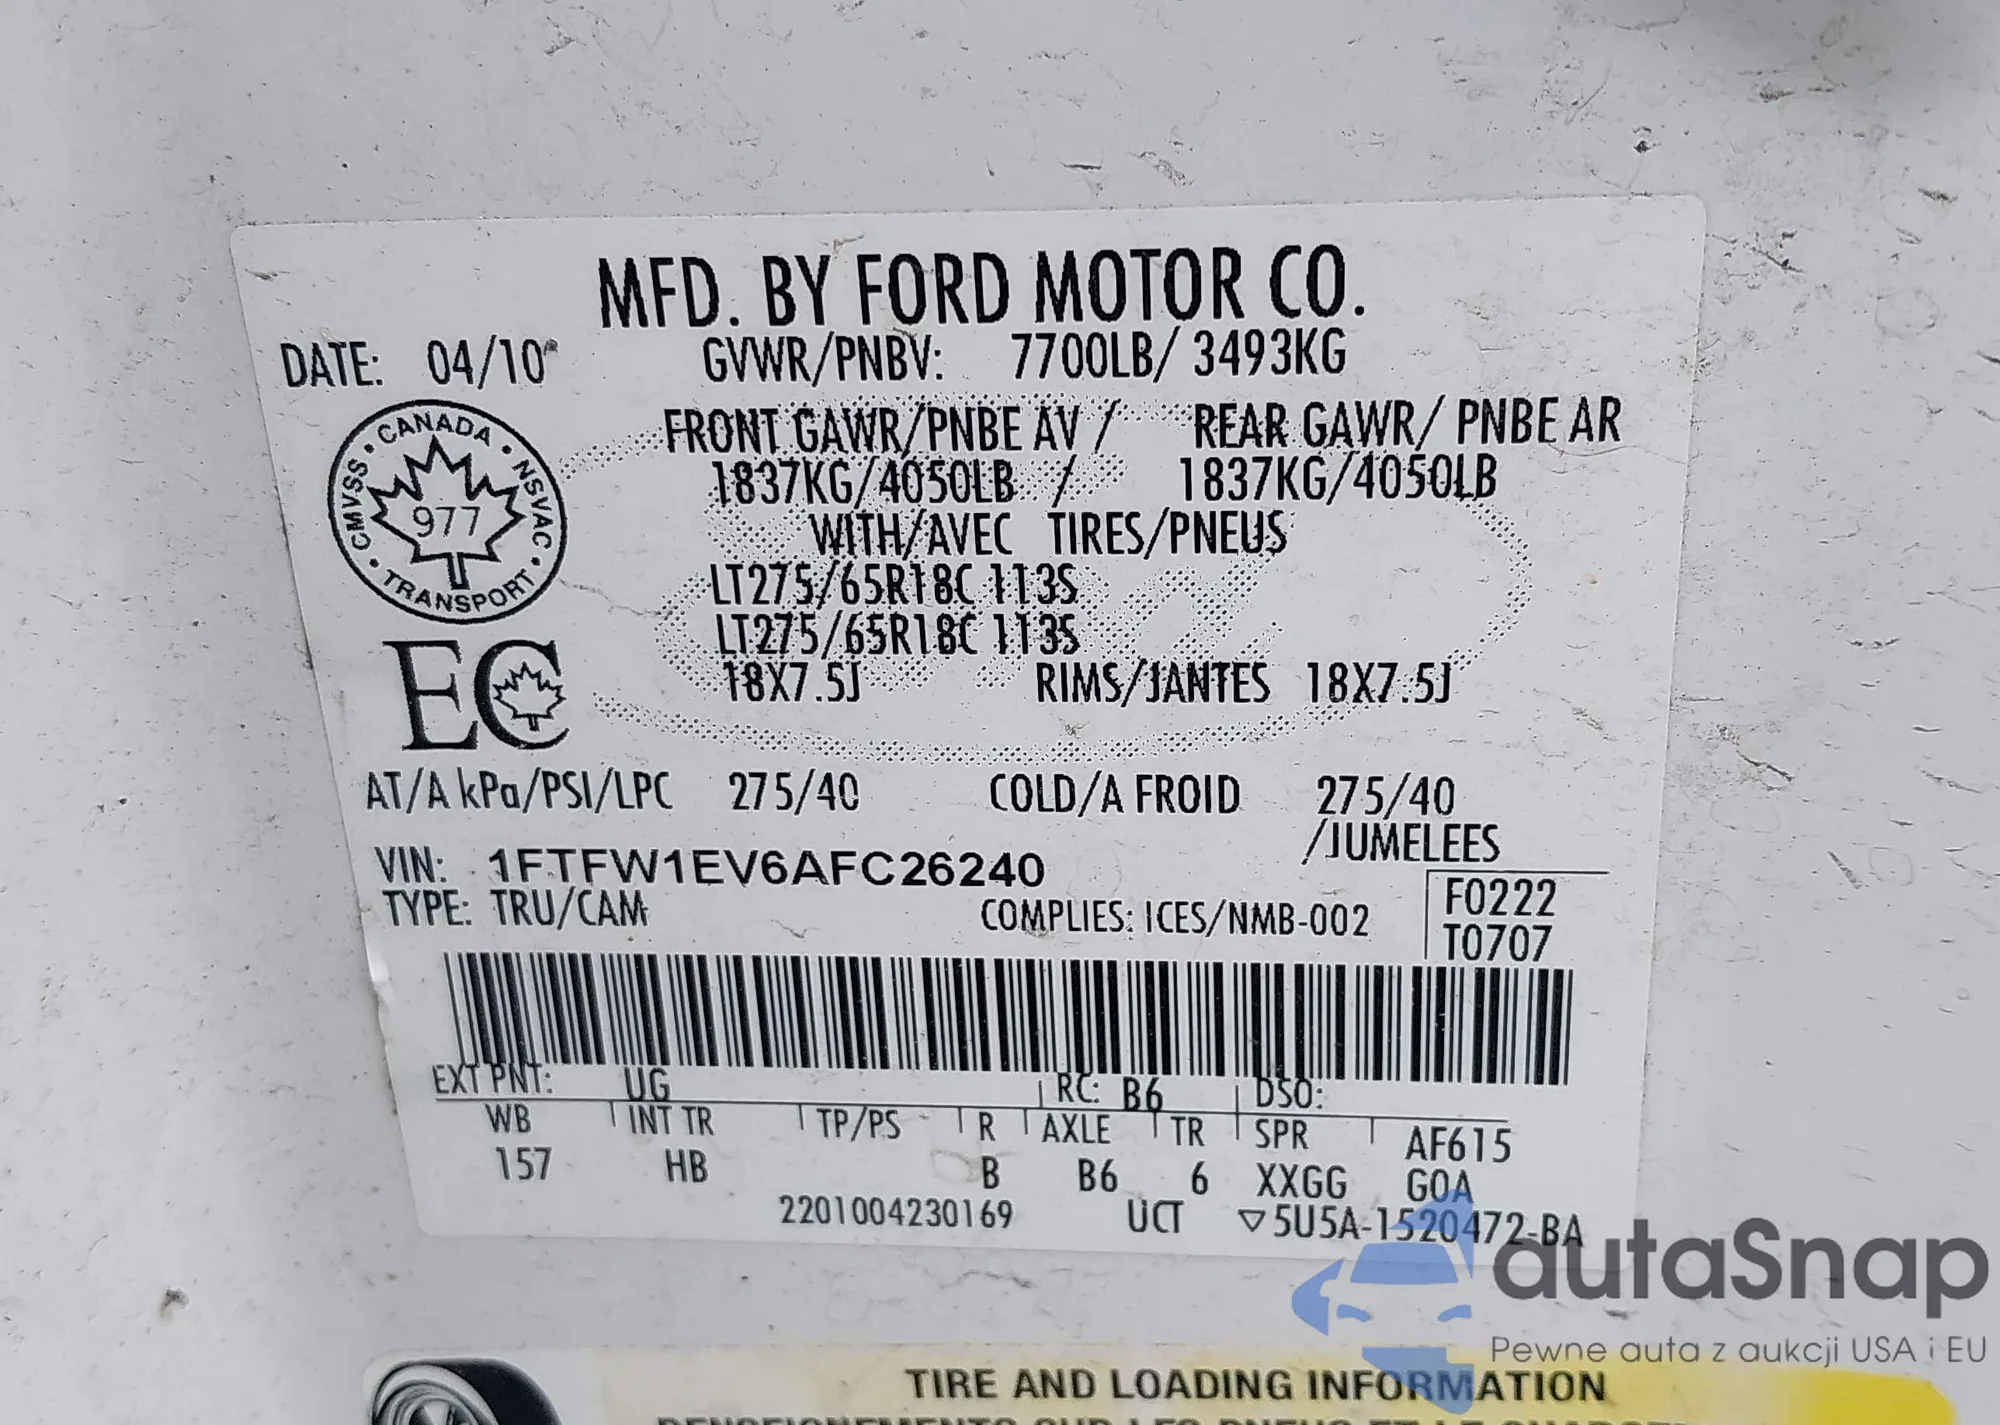 MFD. BY FORD MOTOR CO.
DATE: 04/10 GVWR/PNBV: 7700LB/ 3493KG
CANADA
CMVSS
NSVAC
977
TRANSPORT
FRONT GAWR/PNBE AV / REAR GAWR/ PNBE AR
1837KG/4050LB / 1837KG/4050LB
WITH/AVEC TIRES/PNEUS
LT275/65R18C 113S
LT275/65R18C 113S
18X7.5J RIMS/JANTES 18X7.5J
EC
AT/A kPa/PSI/LPC 275/40 COLD/A FROID 275/40
/JUMELEES
VIN: 1FTFW1EV6AFC26240
TYPE: TRU/CAM COMPLIES: ICES/NMB-002
F0222
T0707
EXT PNT: UG RC: B6 DSO:
WB INT TR TP/PS R AXLE TR SPR AF615
157 HB B B6 6 XXGG GOA
2201004230169 UCT ▽5U5A-1520472-BA
autaSnap
Pewne auta z aukcji USA i EU
TIRE AND LOADING INFORMATION